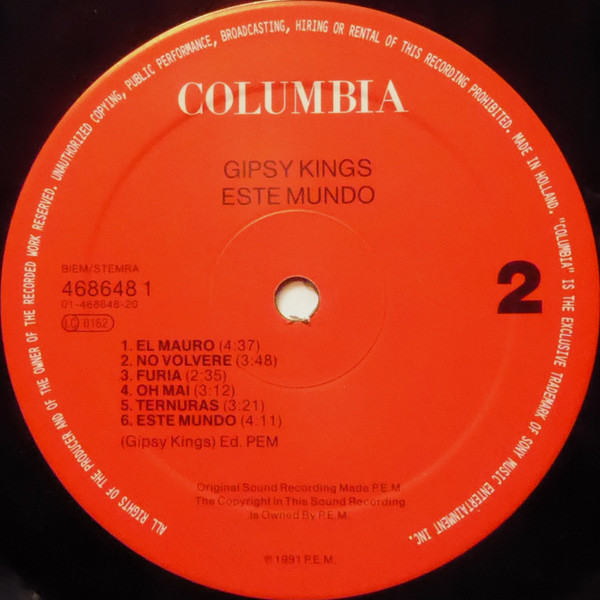 ALL RIGHTS OF THE PRODUCER AND OF THE OWNER OF THE RECORDED WORK RESERVED. UNAUTHORIZED COPYING, PUBLIC PERFORMANCE, BROADCASTING, HIRING OR RENTAL OF THIS RECORDING PROHIBITED. MADE IN HOLLAND. "COLUMBIA" IS THE EXCLUSIVE TRADEMARK OF SONY MUSIC ENTERTAINMENT INC.
COLUMBIA
GIPSY KINGS
ESTE MUNDO
BIEM/STEMRA
468648 1
01-468648-20
LC 0162
2
1. EL MAURO (4:37)
2. NO VOLVERE (3:48)
3. FURIA (2:35)
4. OH MAI (3:12)
5. TERNURAS (3:21)
6. ESTE MUNDO (4:11)
(Gipsy Kings) Ed. PEM
Original Sound Recording Made P.E.M.
The Copyright In This Sound Recording
Is Owned By P.E.M.
℗ 1991 P.E.M.